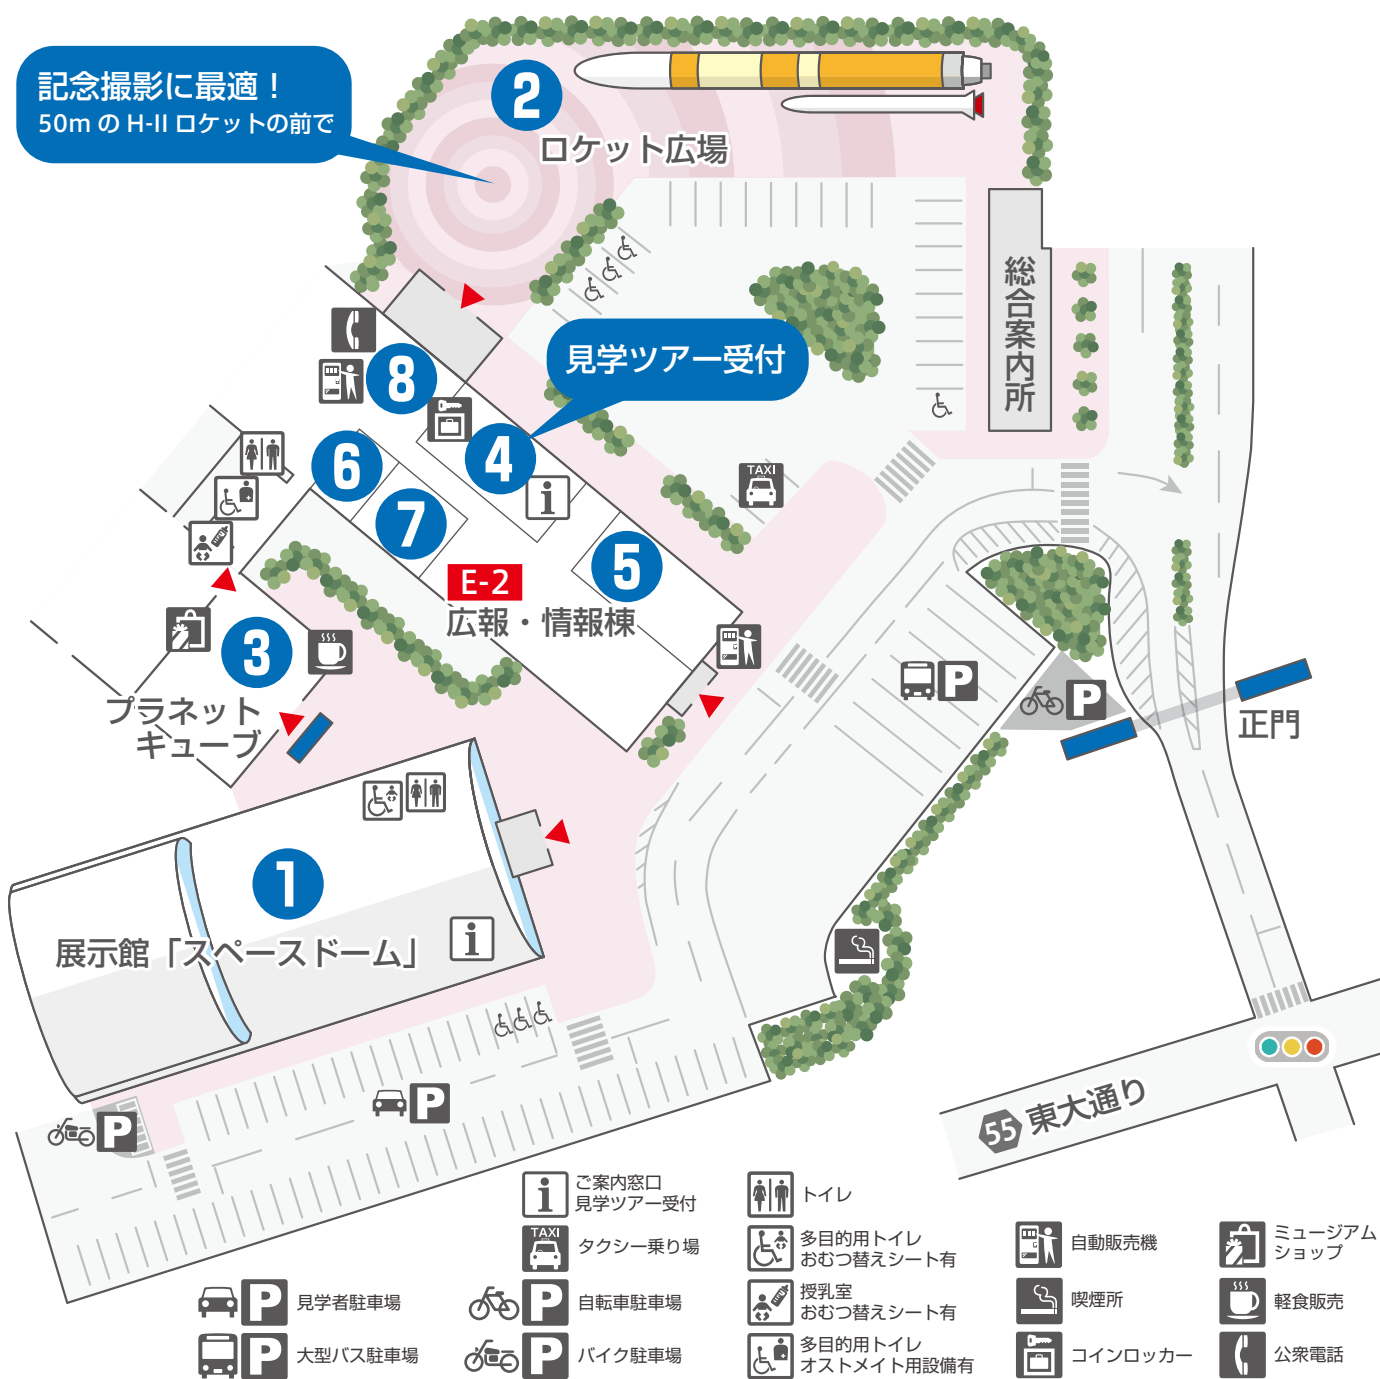 記念撮影に最適！
50m の H-II ロケットの前で
2
ロケット広場
総合案内所
8
見学ツアー受付
6
4
i
7
5
TAXI
E-2
広報・情報棟
3
プラネット
キューブ
P
P
正門
1
展示館「スペースドーム」
i
P
P
55 東大通り
i ご案内窓口
見学ツアー受付
トイレ
TAXI タクシー乗り場
多目的用トイレ
おむつ替えシート有
自動販売機
ミュージアム
ショップ
P 見学者駐車場
P 自転車駐車場
授乳室
おむつ替えシート有
喫煙所
軽食販売
P 大型バス駐車場
P バイク駐車場
多目的用トイレ
オストメイト用設備有
コインロッカー
公衆電話